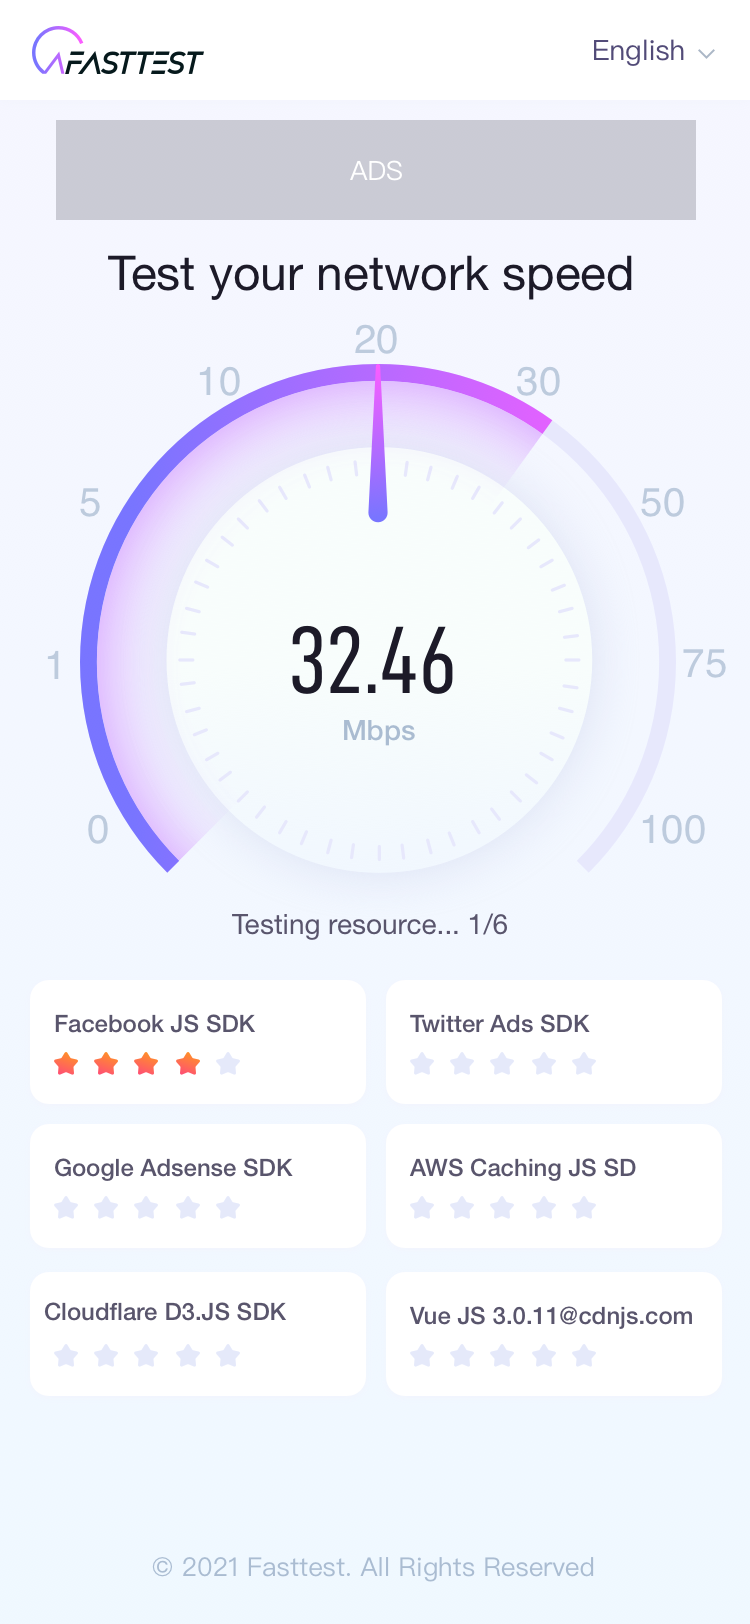 FASTTEST
English
ADS
Test your network speed
20
10
30
5
50
1
75
0
100
32.46
Mbps
Testing resource... 1/6
Facebook JS SDK
Twitter Ads SDK
Google Adsense SDK
AWS Caching JS SD
Cloudflare D3.JS SDK
Vue JS 3.0.11@cdnjs.com
© 2021 Fasttest. All Rights Reserved